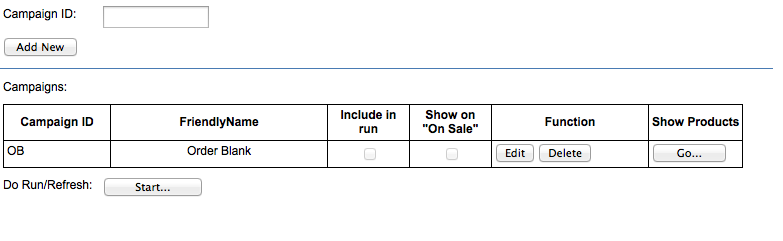 Campaign ID:
Add New
Campaigns:
Campaign ID FriendlyName Include in run Show on "On Sale" Function Show Products
OB Order Blank Edit Delete Go...
Do Run/Refresh: Start...